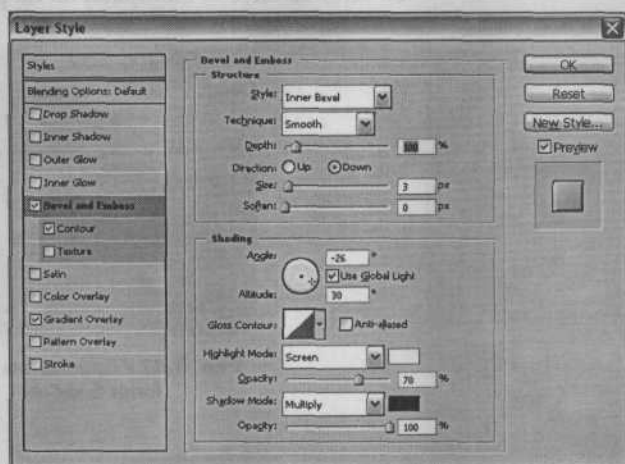 Layer Style
Styles
Blending Options: Default
Drop Shadow
Inner Shadow
Outer Glow
Inner Glow
Bevel and Emboss
Contour
Texture
Satin
Color Overlay
Gradient Overlay
Pattern Overlay
Stroke
Bevel and Emboss
Structure
Style: Inner Bevel
Technique: Smooth
Depth: 100 %
Direction: Up Down
Size: 3 px
Soften: 0 px
Shading
Angle: -26 °
Use Global Light
Altitude: 30 °
Gloss Contour: Anti-aliased
Highlight Mode: Screen
Opacity: 70 %
Shadow Mode: Multiply
Opacity: 100 %
OK
Reset
New Style...
Preview